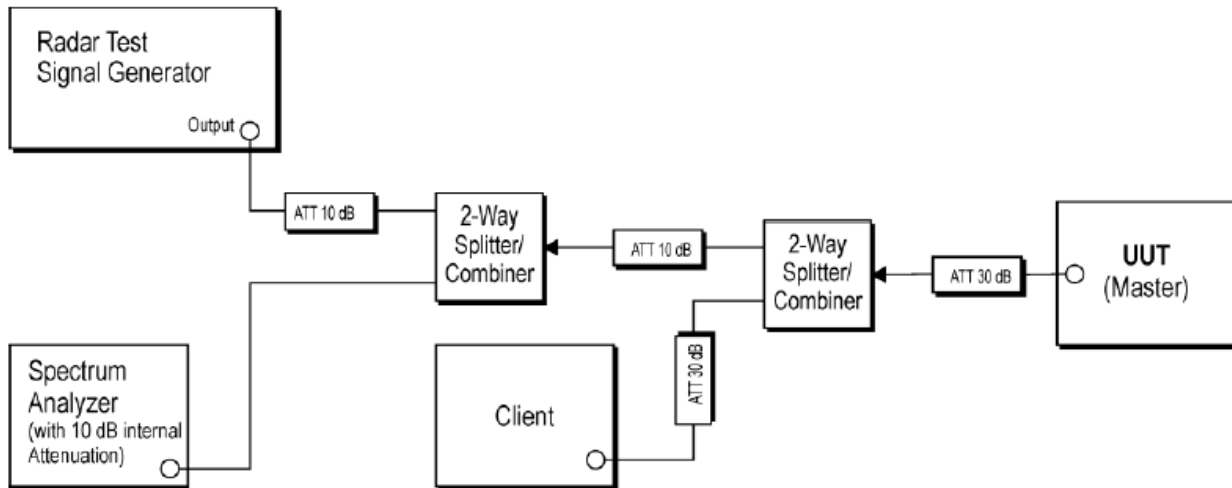 Radar Test
Signal Generator
Output
ATT 10 dB
2-Way
Splitter/
Combiner
ATT 10 dB
2-Way
Splitter/
Combiner
ATT 30 dB
UUT
(Master)
Spectrum
Analyzer
(with 10 dB internal
Attenuation)
Client
ATT 30 dB